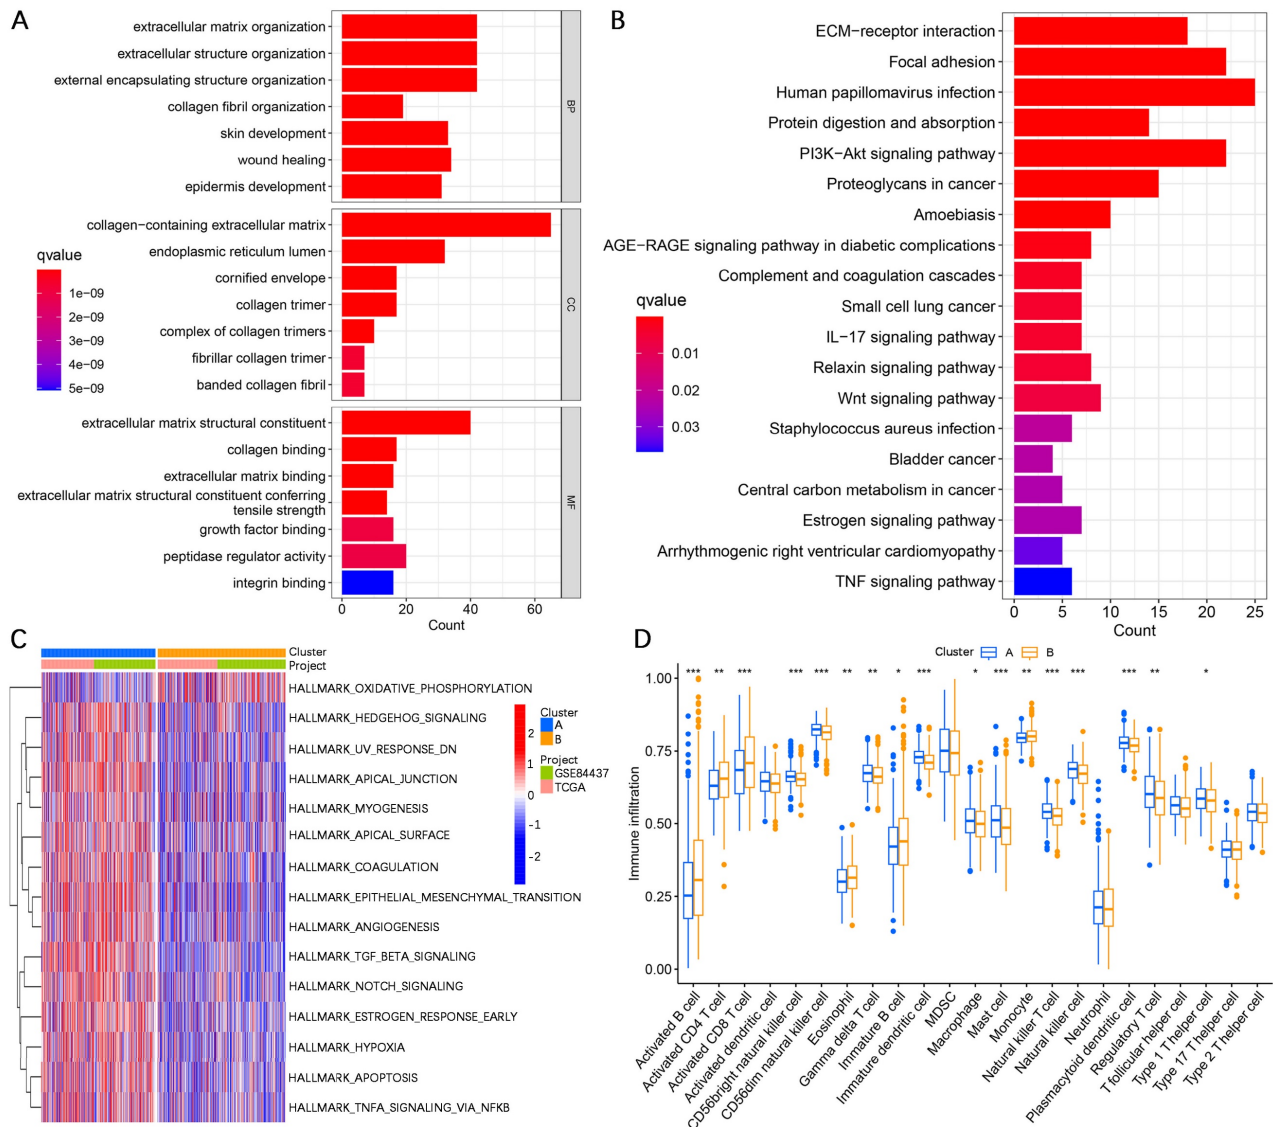 A
extracellular matrix organization
extracellular structure organization
external encapsulating structure organization
collagen fibril organization
skin development
wound healing
epidermis development
BP
collagen−containing extracellular matrix
endoplasmic reticulum lumen
cornified envelope
collagen trimer
complex of collagen trimers
fibrillar collagen trimer
banded collagen fibril
CC
extracellular matrix structural constituent
collagen binding
extracellular matrix binding
extracellular matrix structural constituent conferring
tensile strength
growth factor binding
peptidase regulator activity
integrin binding
MF
0 20 40 60
Count
qvalue
1e−09
2e−09
3e−09
4e−09
5e−09
B
ECM−receptor interaction
Focal adhesion
Human papillomavirus infection
Protein digestion and absorption
PI3K−Akt signaling pathway
Proteoglycans in cancer
Amoebiasis
AGE−RAGE signaling pathway in diabetic complications
Complement and coagulation cascades
Small cell lung cancer
IL−17 signaling pathway
Relaxin signaling pathway
Wnt signaling pathway
Staphylococcus aureus infection
Bladder cancer
Central carbon metabolism in cancer
Estrogen signaling pathway
Arrhythmogenic right ventricular cardiomyopathy
TNF signaling pathway
0 5 10 15 20 25
Count
qvalue
0.01
0.02
0.03
C
Cluster
Project
HALLMARK_OXIDATIVE_PHOSPHORYLATION
HALLMARK_HEDGEHOG_SIGNALING
HALLMARK_UV_RESPONSE_DN
HALLMARK_APICAL_JUNCTION
HALLMARK_MYOGENESIS
HALLMARK_APICAL_SURFACE
HALLMARK_COAGULATION
HALLMARK_EPITHELIAL_MESENCHYMAL_TRANSITION
HALLMARK_ANGIOGENESIS
HALLMARK_TGF_BETA_SIGNALING
HALLMARK_NOTCH_SIGNALING
HALLMARK_ESTROGEN_RESPONSE_EARLY
HALLMARK_HYPOXIA
HALLMARK_APOPTOSIS
HALLMARK_TNFA_SIGNALING_VIA_NFKB
2
1
0
−1
−2
Cluster
A
B
Project
GSE84437
TCGA
D
Cluster A B
*** ** *** *** *** ** ** * *** * *** ** *** *** *** ** *
Immune infiltration
1.00
0.75
0.50
0.25
0.00
Activated B cell
Activated CD4 T cell
Activated CD8 T cell
Activated dendritic cell
CD56bright natural killer cell
CD56dim natural killer cell
Eosinophil
Gamma delta T cell
Immature B cell
Immature dendritic cell
MDSC
Macrophage
Mast cell
Monocyte
Natural killer T cell
Natural killer cell
Neutrophil
Plasmacytoid dendritic cell
Regulatory T cell
T follicular helper cell
Type 1 T helper cell
Type 17 T helper cell
Type 2 T helper cell